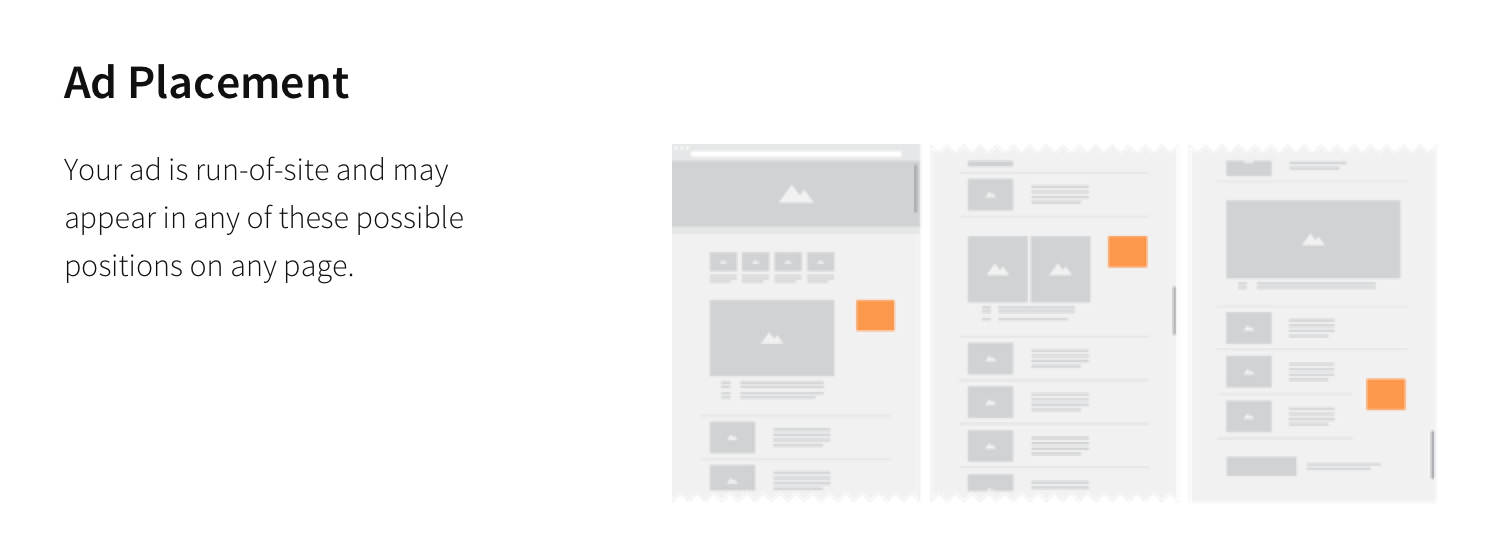 Ad Placement
Your ad is run-of-site and may
appear in any of these possible
positions on any page.